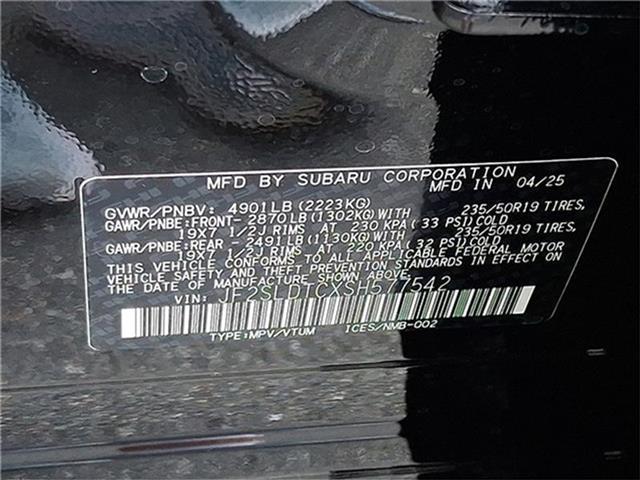 MFD BY SUBARU CORPORATION
MFD IN 04/25
GVWR/PNBV: 4901LB (2223KG)
GAWR/PNBE:FRONT- 2870LB (1302KG)WITH 235/50R19 TIRES,
19X7 1/2J RIMS AT 230 KPA (33 PSI)COLD
GAWR/PNBE:REAR - 2491LB (1130KG)WITH 235/50R19 TIRES,
19X7 1/2J RIMS AT 220 KPA (32 PSI)COLD
THIS VEHICLE CONFORMS TO ALL APPLICABLE FEDERAL MOTOR
VEHICLE SAFETY STANDARDS IN EFFECT ON
THE DATE OF MANUFACTURE SHOWN ABOVE.
VIN: JF2SLDTCXSH577542
TYPE:MPV/VTUM ICES/NMB-002